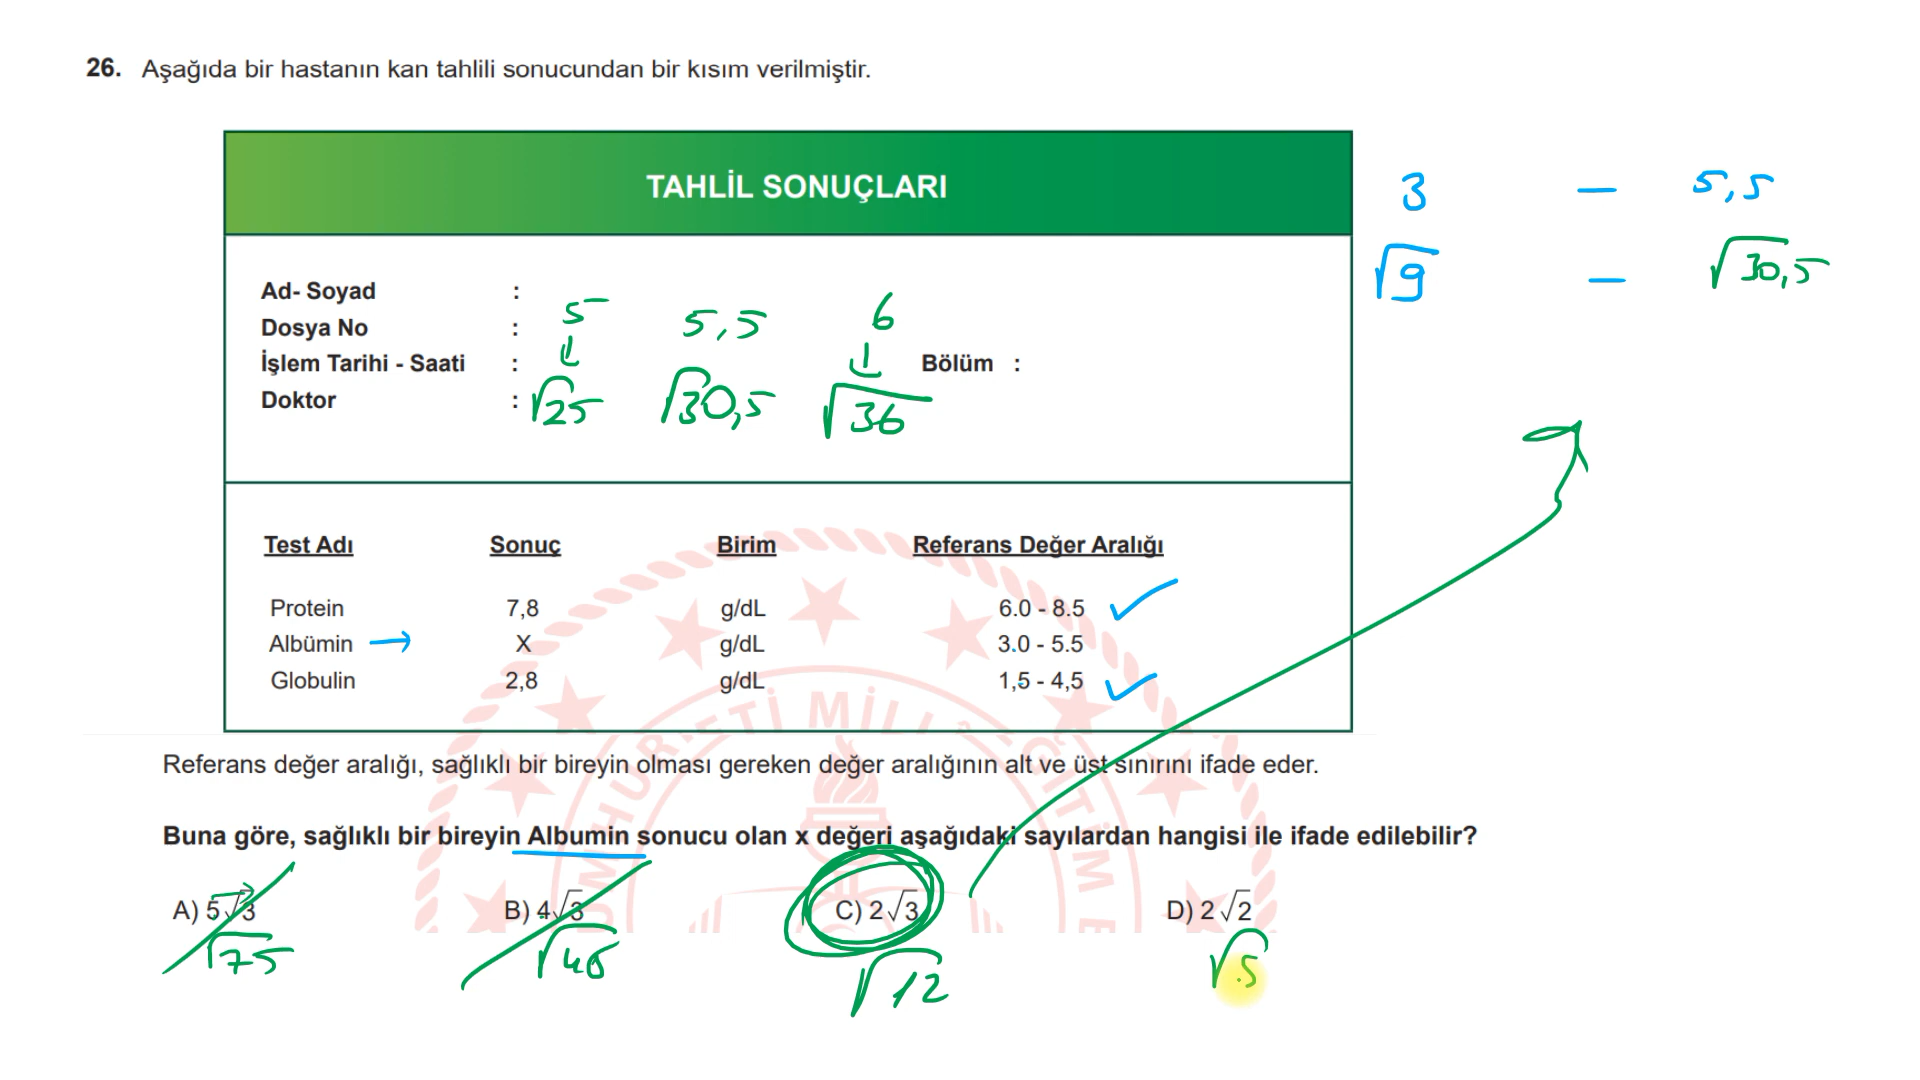 26. Aşağıda bir hastanın kan tahlili sonucundan bir kısım verilmiştir.
TAHLİL SONUÇLARI
3 – 5,5
√9 – √30,5
Ad- Soyad :
Dosya No :
İşlem Tarihi - Saati : Bölüm :
Doktor :
5 5,5 6
√25 √30,5 √36
Test Adı Sonuç Birim Referans Değer Aralığı
Protein 7,8 g/dL 6.0 - 8.5
Albümin X g/dL 3.0 - 5.5
Globulin 2,8 g/dL 1,5 - 4,5
Referans değer aralığı, sağlıklı bir bireyin olması gereken değer aralığının alt ve üst sınırını ifade eder.
Buna göre, sağlıklı bir bireyin Albumin sonucu olan x değeri aşağıdaki sayılardan hangisi ile ifade edilebilir?
A) 5√3 B) 4√3 C) 2√3 D) 2√2
√75 √48 √12 √5